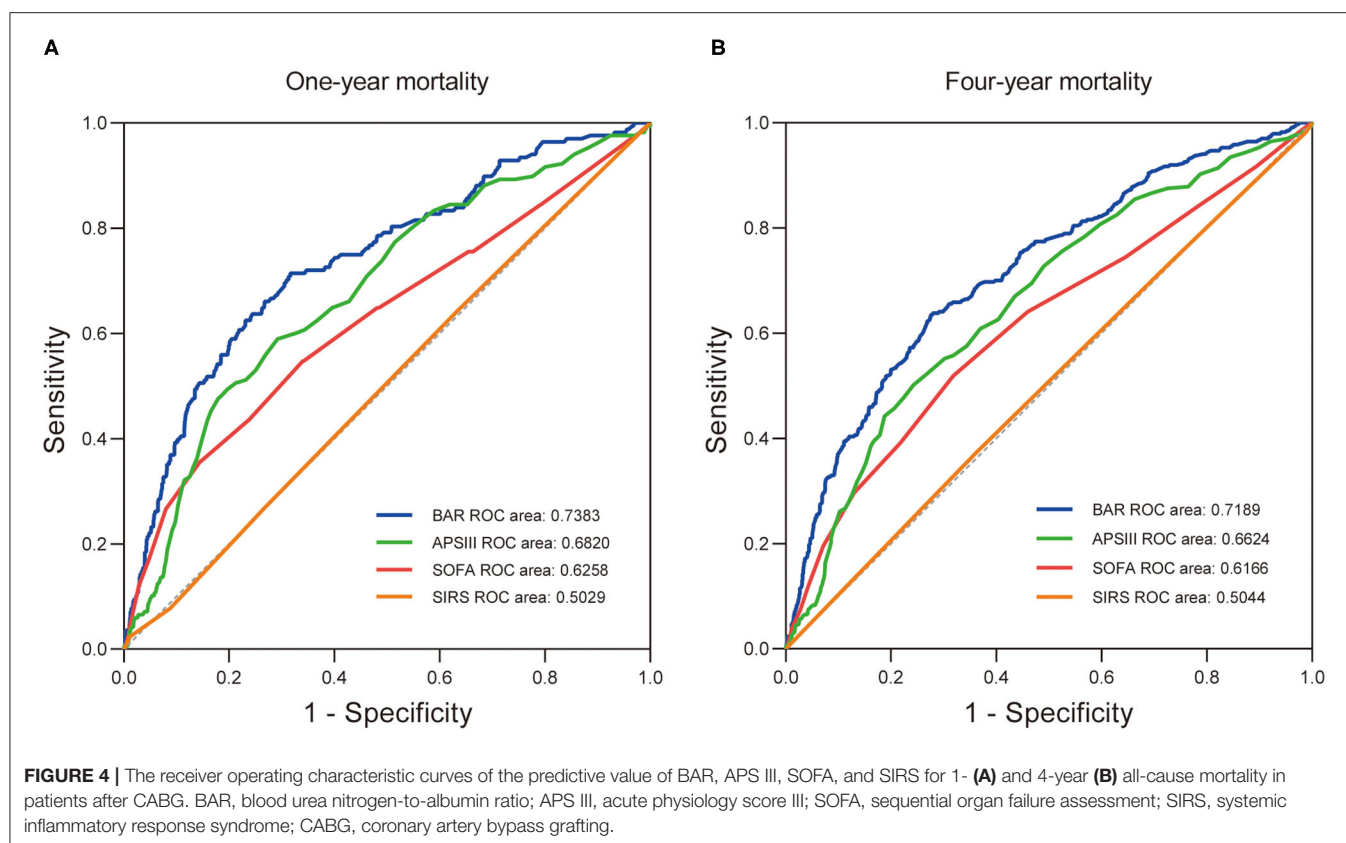 A
One-year mortality
1.0
0.8
0.6
0.4
0.2
0.0
Sensitivity
BAR ROC area: 0.7383
APSIII ROC area: 0.6820
SOFA ROC area: 0.6258
SIRS ROC area: 0.5029
0.0 0.2 0.4 0.6 0.8 1.0
1 - Specificity
B
Four-year mortality
1.0
0.8
0.6
0.4
0.2
0.0
Sensitivity
BAR ROC area: 0.7189
APSIII ROC area: 0.6624
SOFA ROC area: 0.6166
SIRS ROC area: 0.5044
0.0 0.2 0.4 0.6 0.8 1.0
1 - Specificity
FIGURE 4 | The receiver operating characteristic curves of the predictive value of BAR, APS III, SOFA, and SIRS for 1- (A) and 4-year (B) all-cause mortality in
patients after CABG. BAR, blood urea nitrogen-to-albumin ratio; APS III, acute physiology score III; SOFA, sequential organ failure assessment; SIRS, systemic
inflammatory response syndrome; CABG, coronary artery bypass grafting.